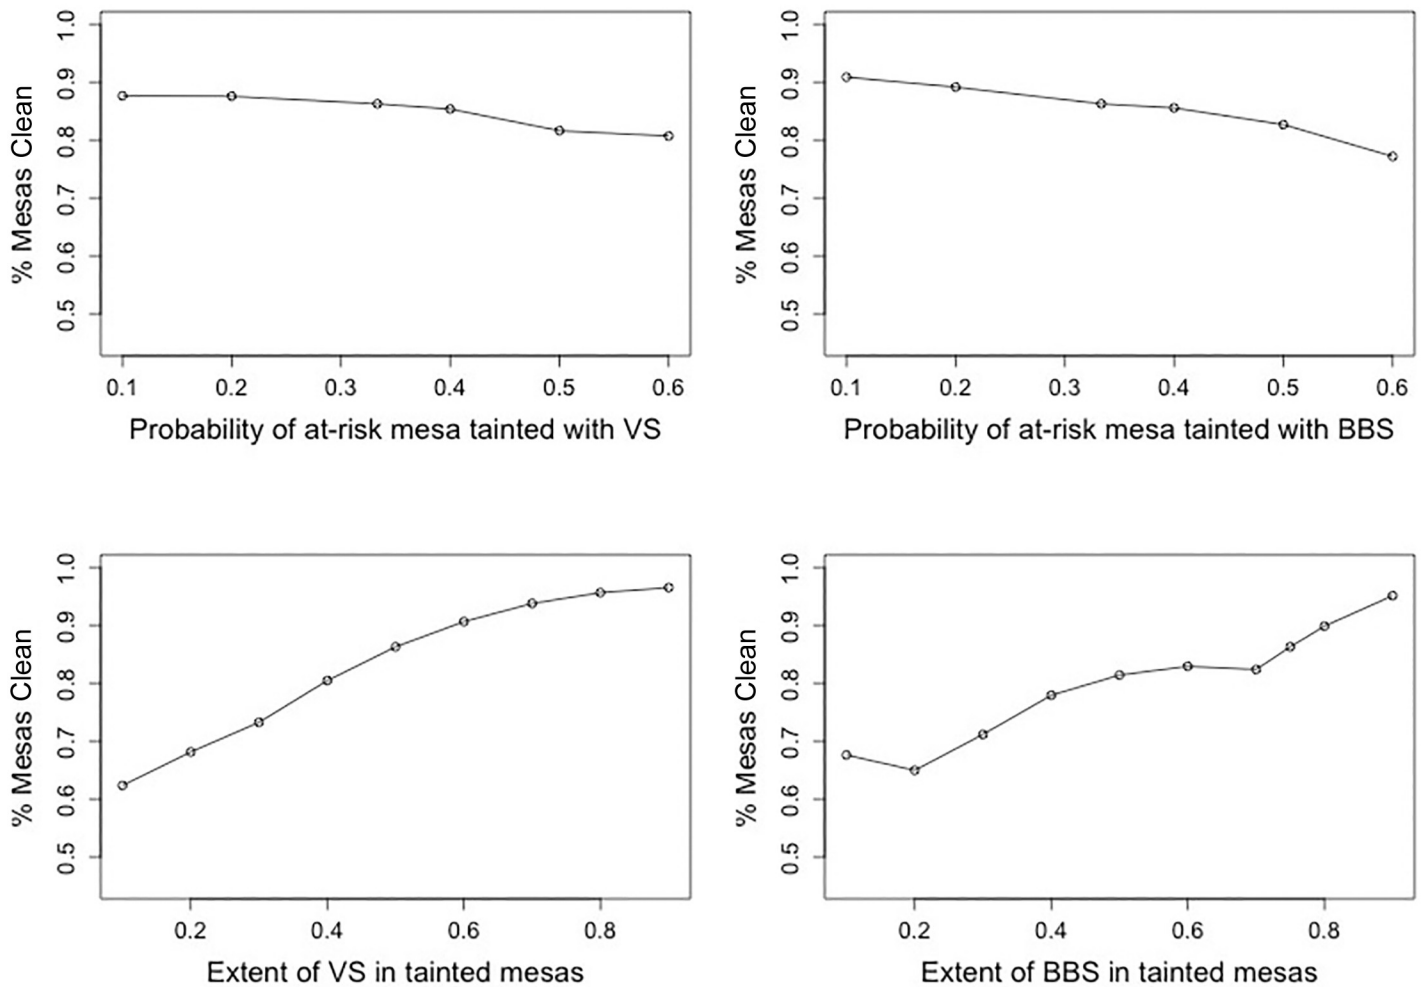 % Mesas Clean
1.0
0.9
0.8
0.7
0.6
0.5
0.1 0.2 0.3 0.4 0.5 0.6
Probability of at-risk mesa tainted with VS
% Mesas Clean
1.0
0.9
0.8
0.7
0.6
0.5
0.1 0.2 0.3 0.4 0.5 0.6
Probability of at-risk mesa tainted with BBS
% Mesas Clean
1.0
0.9
0.8
0.7
0.6
0.5
0.2 0.4 0.6 0.8
Extent of VS in tainted mesas
% Mesas Clean
1.0
0.9
0.8
0.7
0.6
0.5
0.2 0.4 0.6 0.8
Extent of BBS in tainted mesas